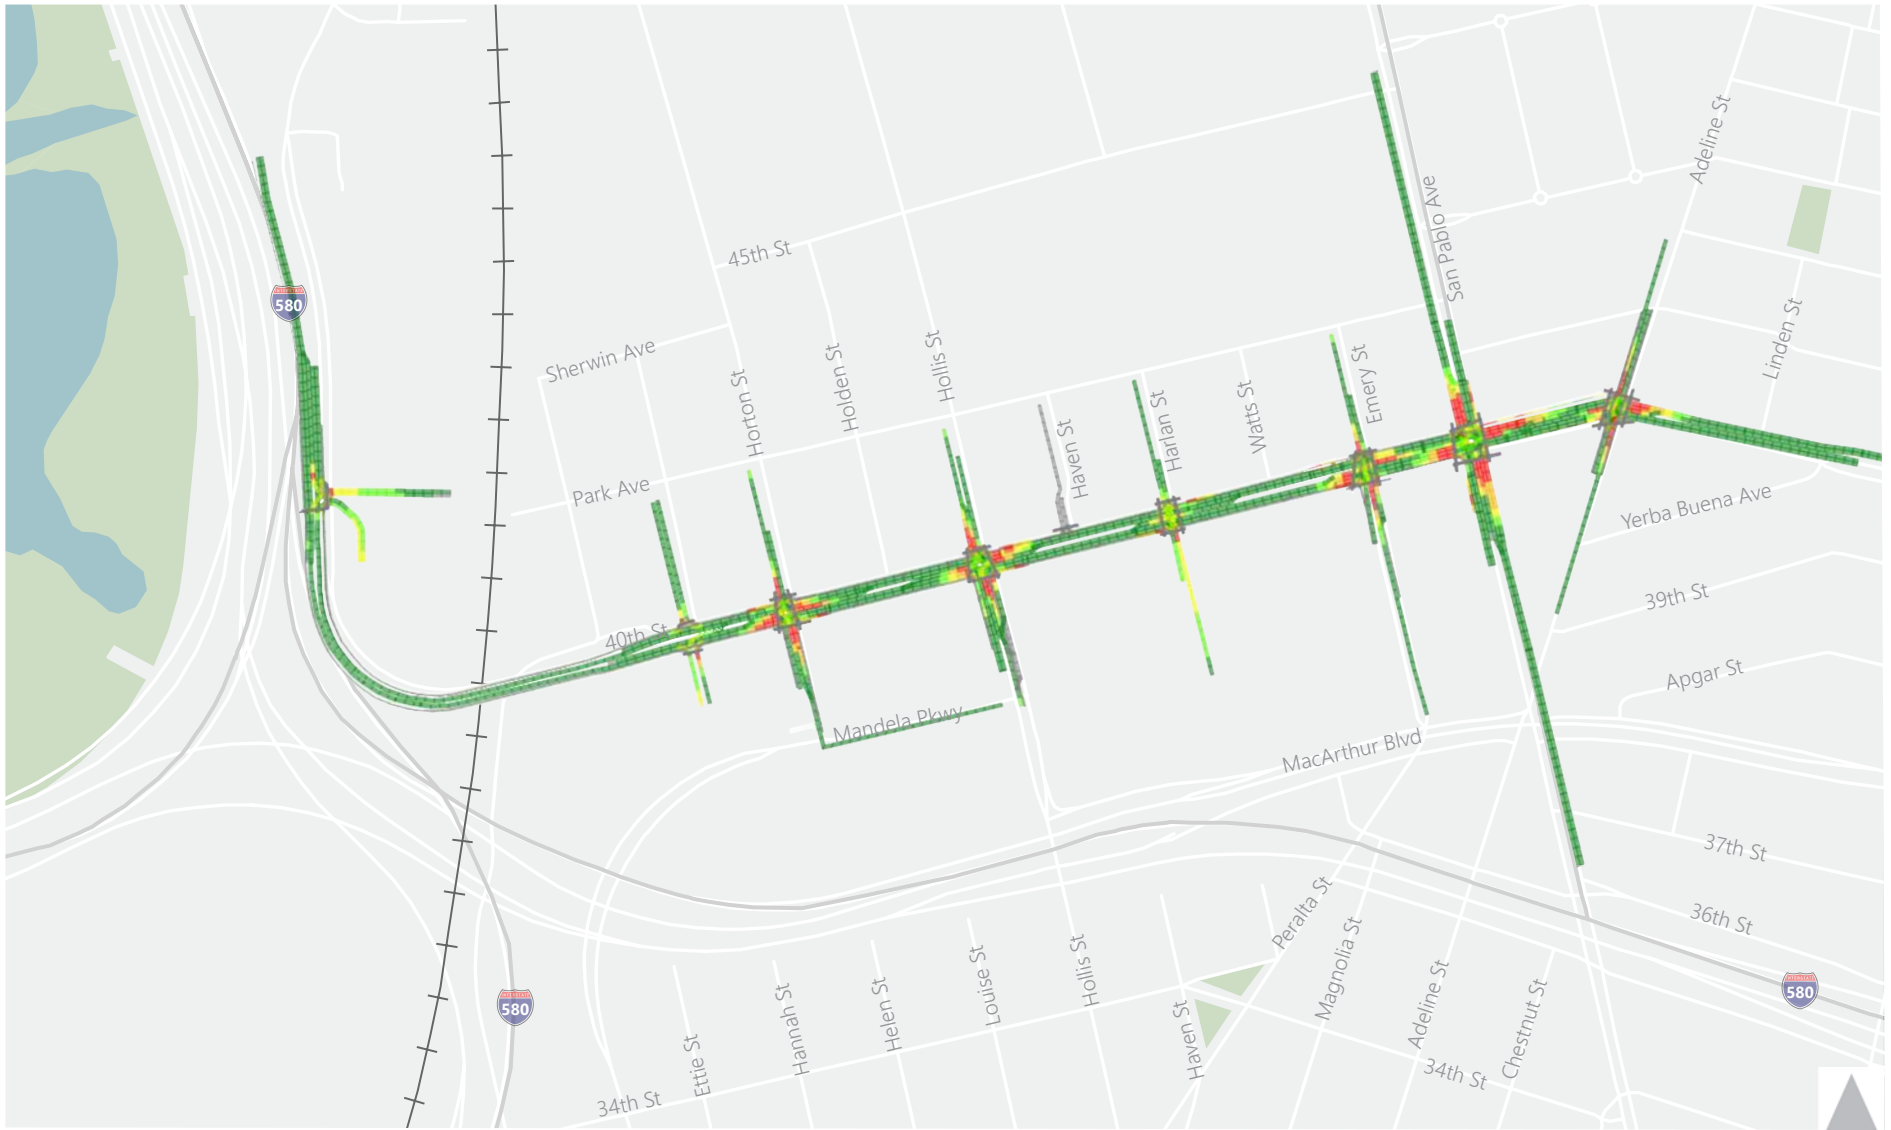 Adeline St
San Pablo Ave
45th St
INTERSTATE
580
Linden St
Sherwin Ave
Hollis St
Holden St
Emery St
Horton St
Watts St
Harlan St
Haven St
Park Ave
Yerba Buena Ave
39th St
40th St
Apgar St
Mandela Pkwy
MacArthur Blvd
37th St
Peralta St
36th St
Magnolia St
Hollis St
Louise St
Adeline St
Helen St
Hannah St
Chestnut St
INTERSTATE
580
INTERSTATE
580
Haven St
Ettie St
34th St
34th St